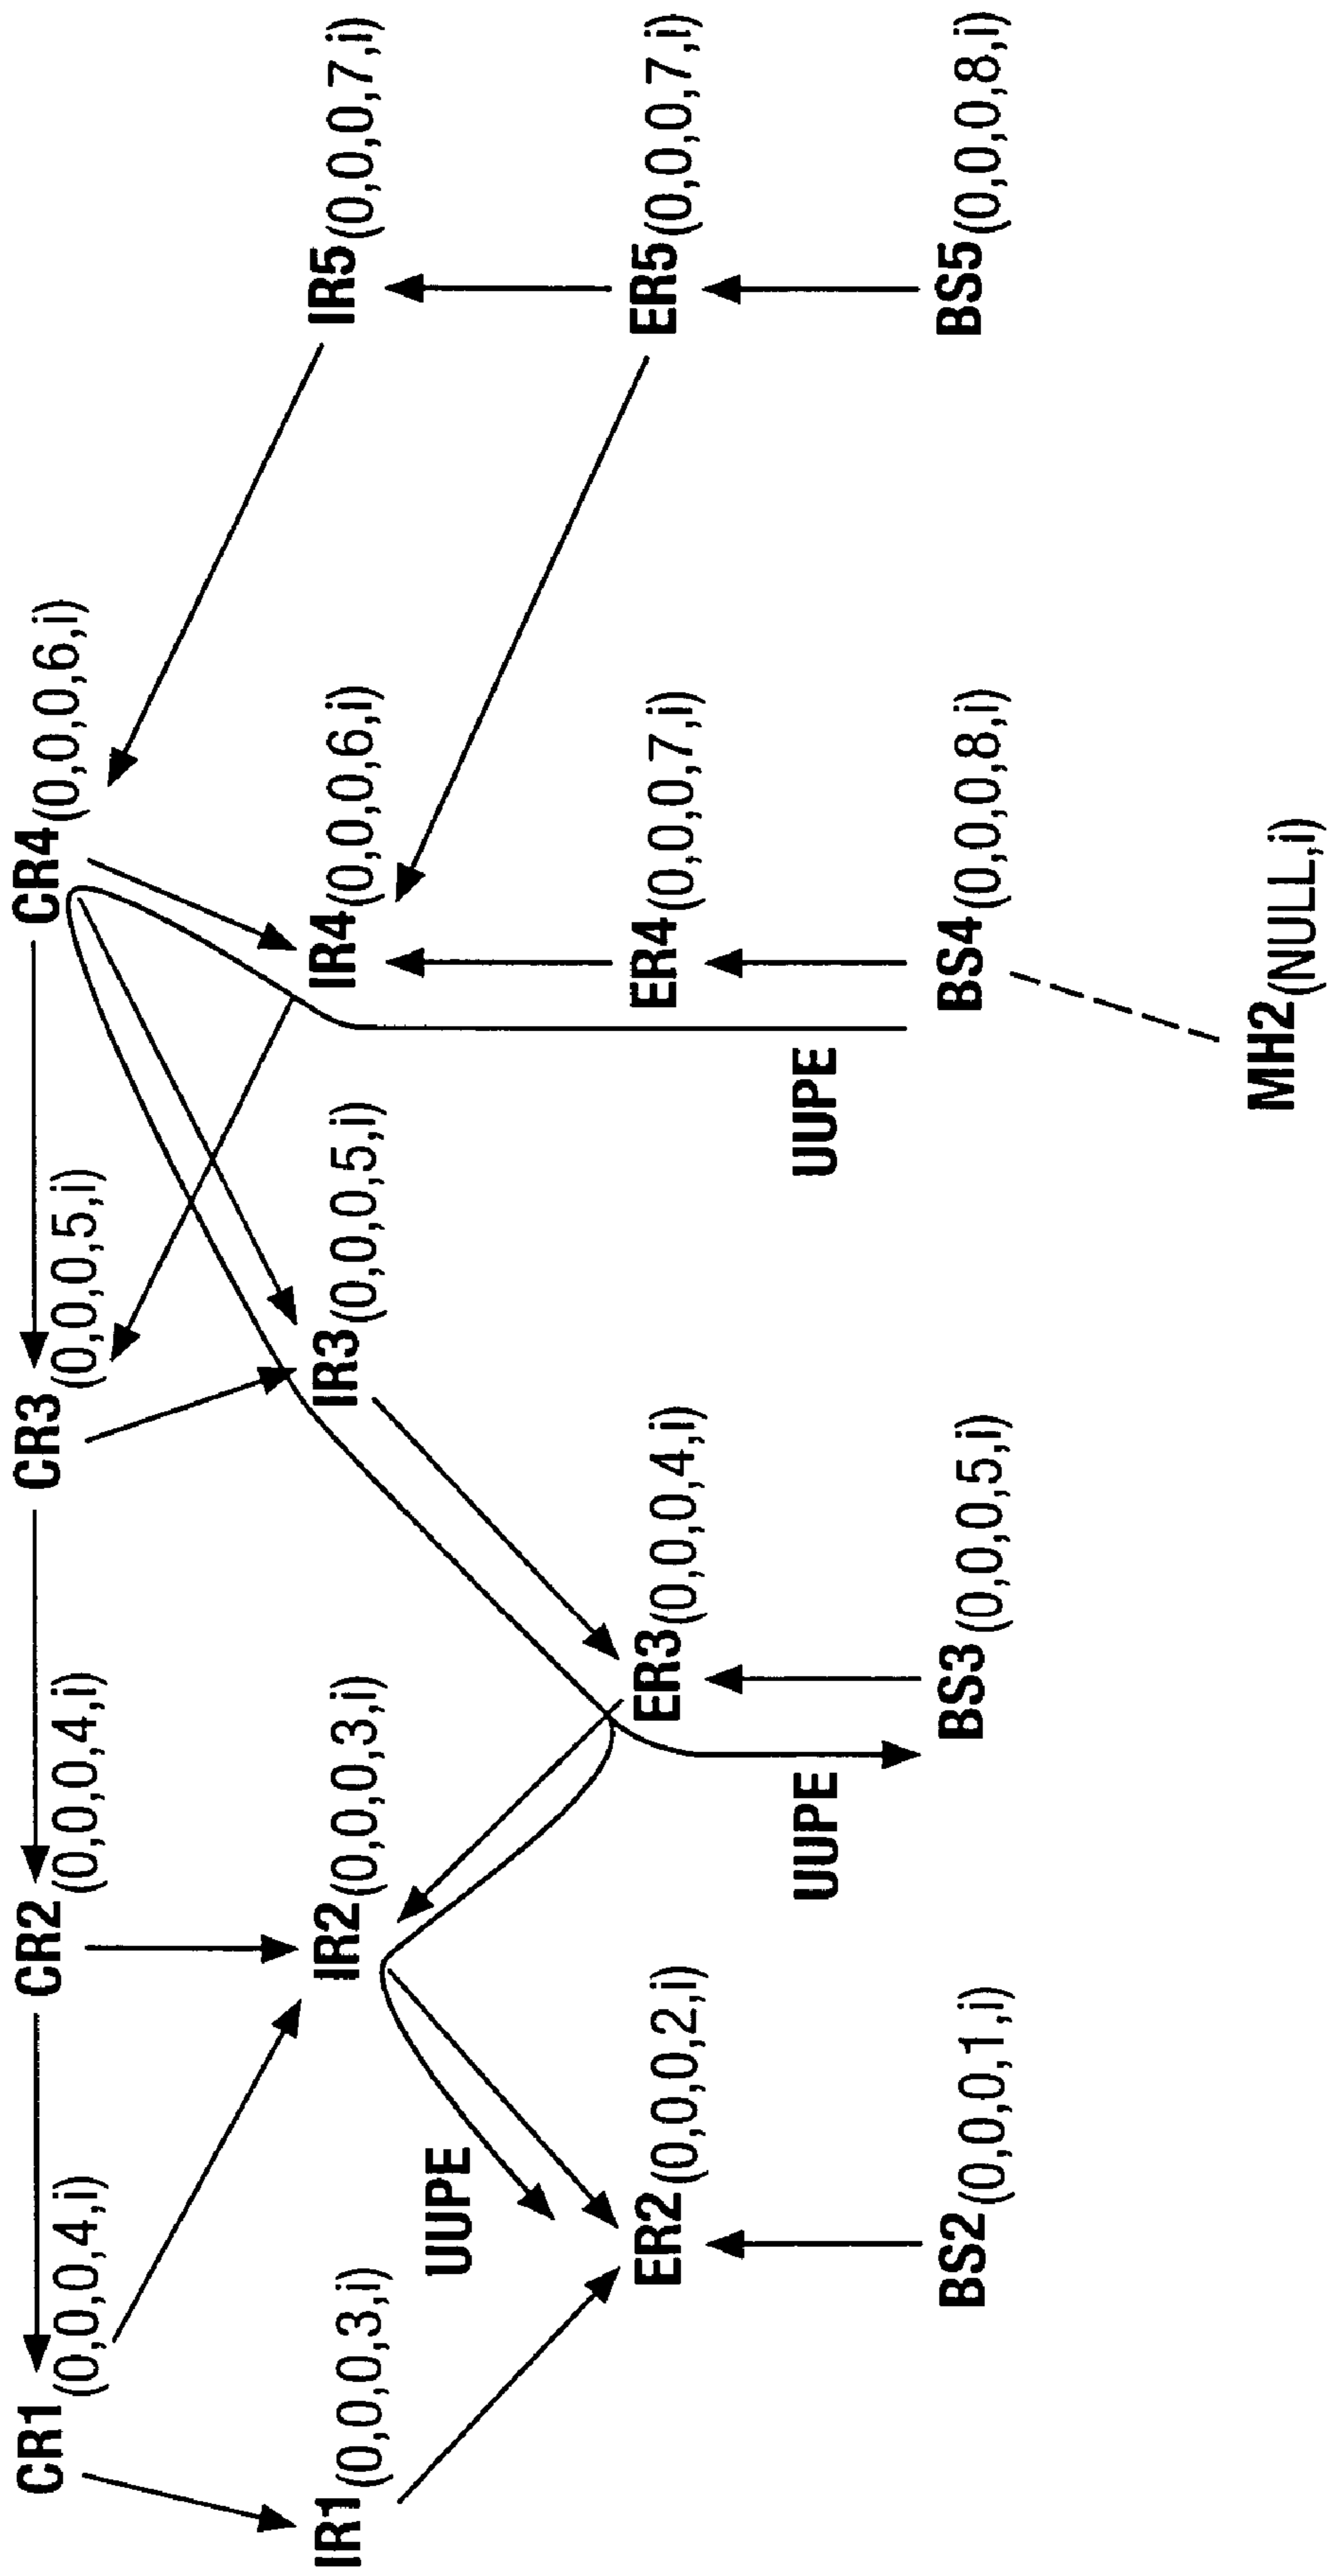 CR1(0,0,0,4,i)
CR2(0,0,0,4,i)
CR3(0,0,0,5,i)
CR4(0,0,0,6,i)
IR1(0,0,0,3,i)
IR2(0,0,0,3,i)
IR3(0,0,0,5,i)
IR4(0,0,0,6,i)
IR5(0,0,0,7,i)
UUPE
ER2(0,0,0,2,i)
ER3(0,0,0,4,i)
ER4(0,0,0,7,i)
ER5(0,0,0,7,i)
UUPE
UUPE
BS2(0,0,0,1,i)
BS3(0,0,0,5,i)
BS4(0,0,0,8,i)
BS5(0,0,0,8,i)
MH2(NULL,i)